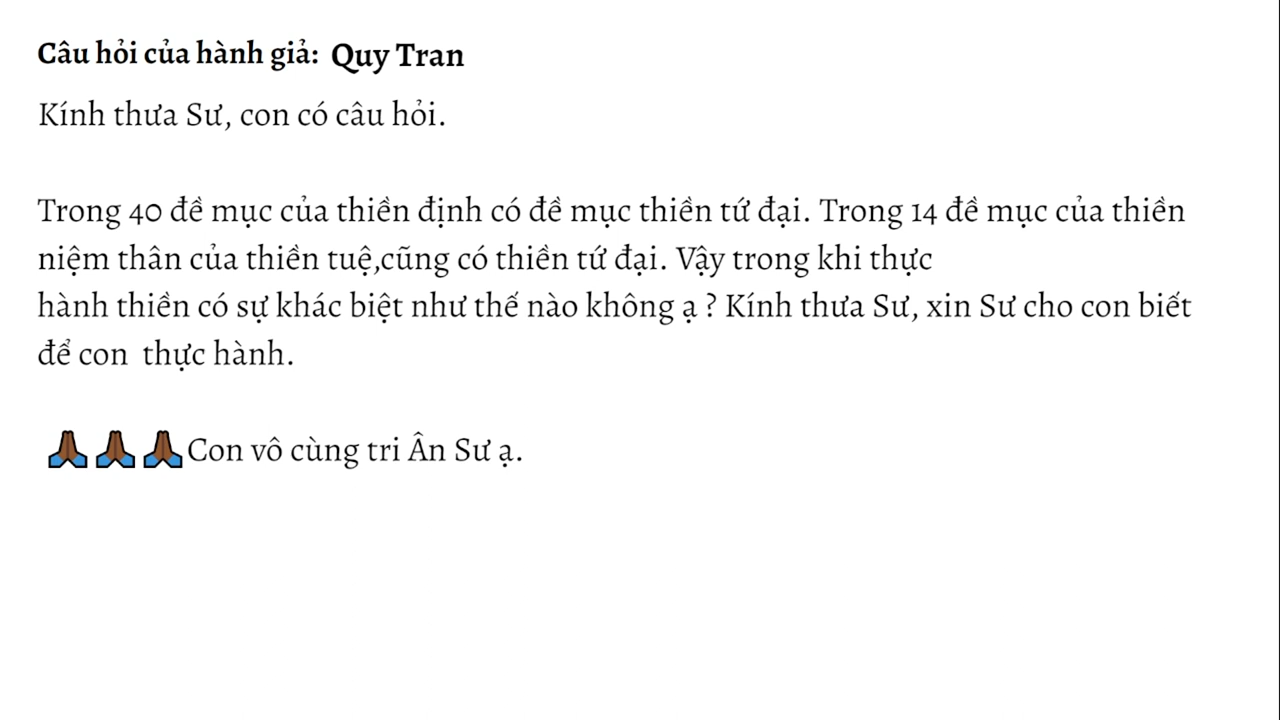 Câu hỏi của hành giả: Quy Tran
Kính thưa Sư, con có câu hỏi.
Trong 40 đề mục của thiền định có đề mục thiền tứ đại. Trong 14 đề mục của thiền
niệm thân của thiền tuệ,cũng có thiền tứ đại. Vậy trong khi thực
hành thiền có sự khác biệt như thế nào không ạ ? Kính thưa Sư, xin Sư cho con biết
để con thực hành.
🙏🏾🙏🏾🙏🏾Con vô cùng tri Ân Sư ạ.